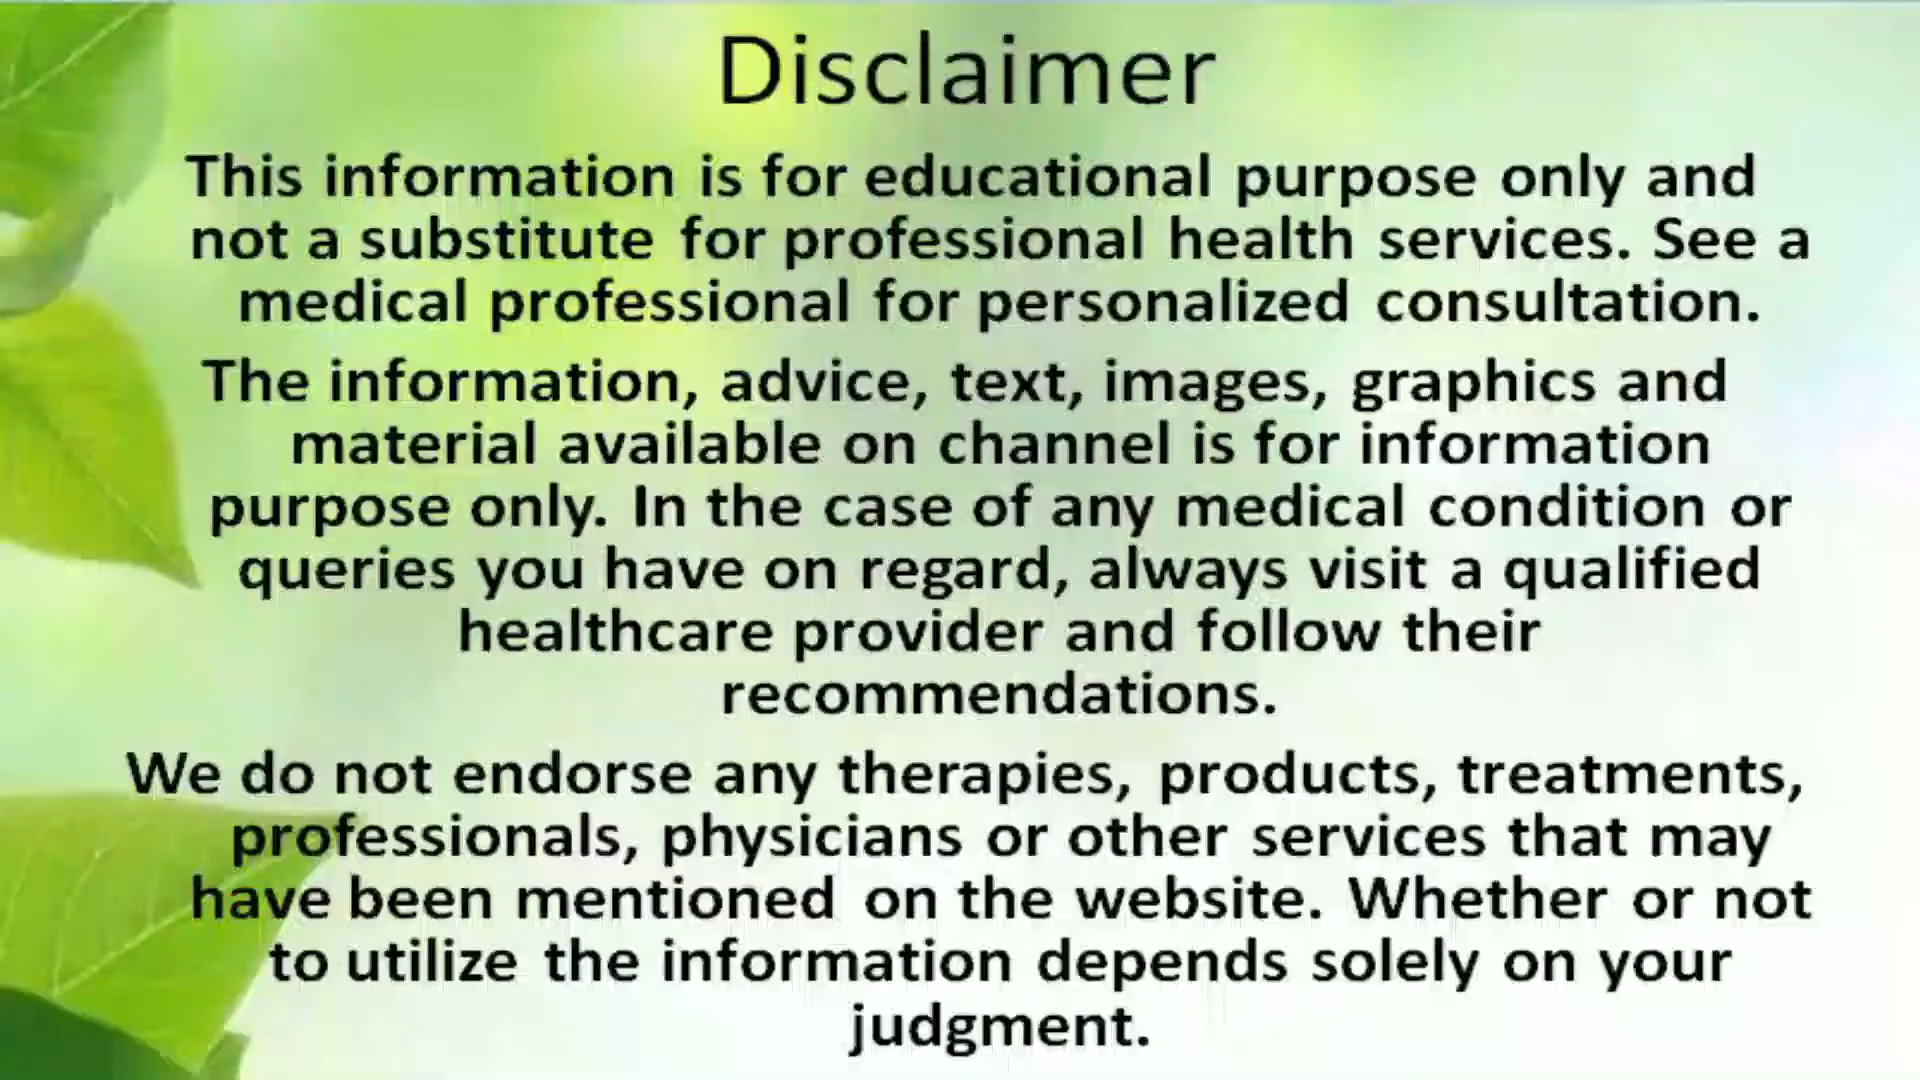 Disclaimer
This information is for educational purpose only and
not a substitute for professional health services. See a
medical professional for personalized consultation.
The information, advice, text, images, graphics and
material available on channel is for information
purpose only. In the case of any medical condition or
queries you have on regard, always visit a qualified
healthcare provider and follow their
recommendations.
We do not endorse any therapies, products, treatments,
professionals, physicians or other services that may
have been mentioned on the website. Whether or not
to utilize the information depends solely on your
judgment.